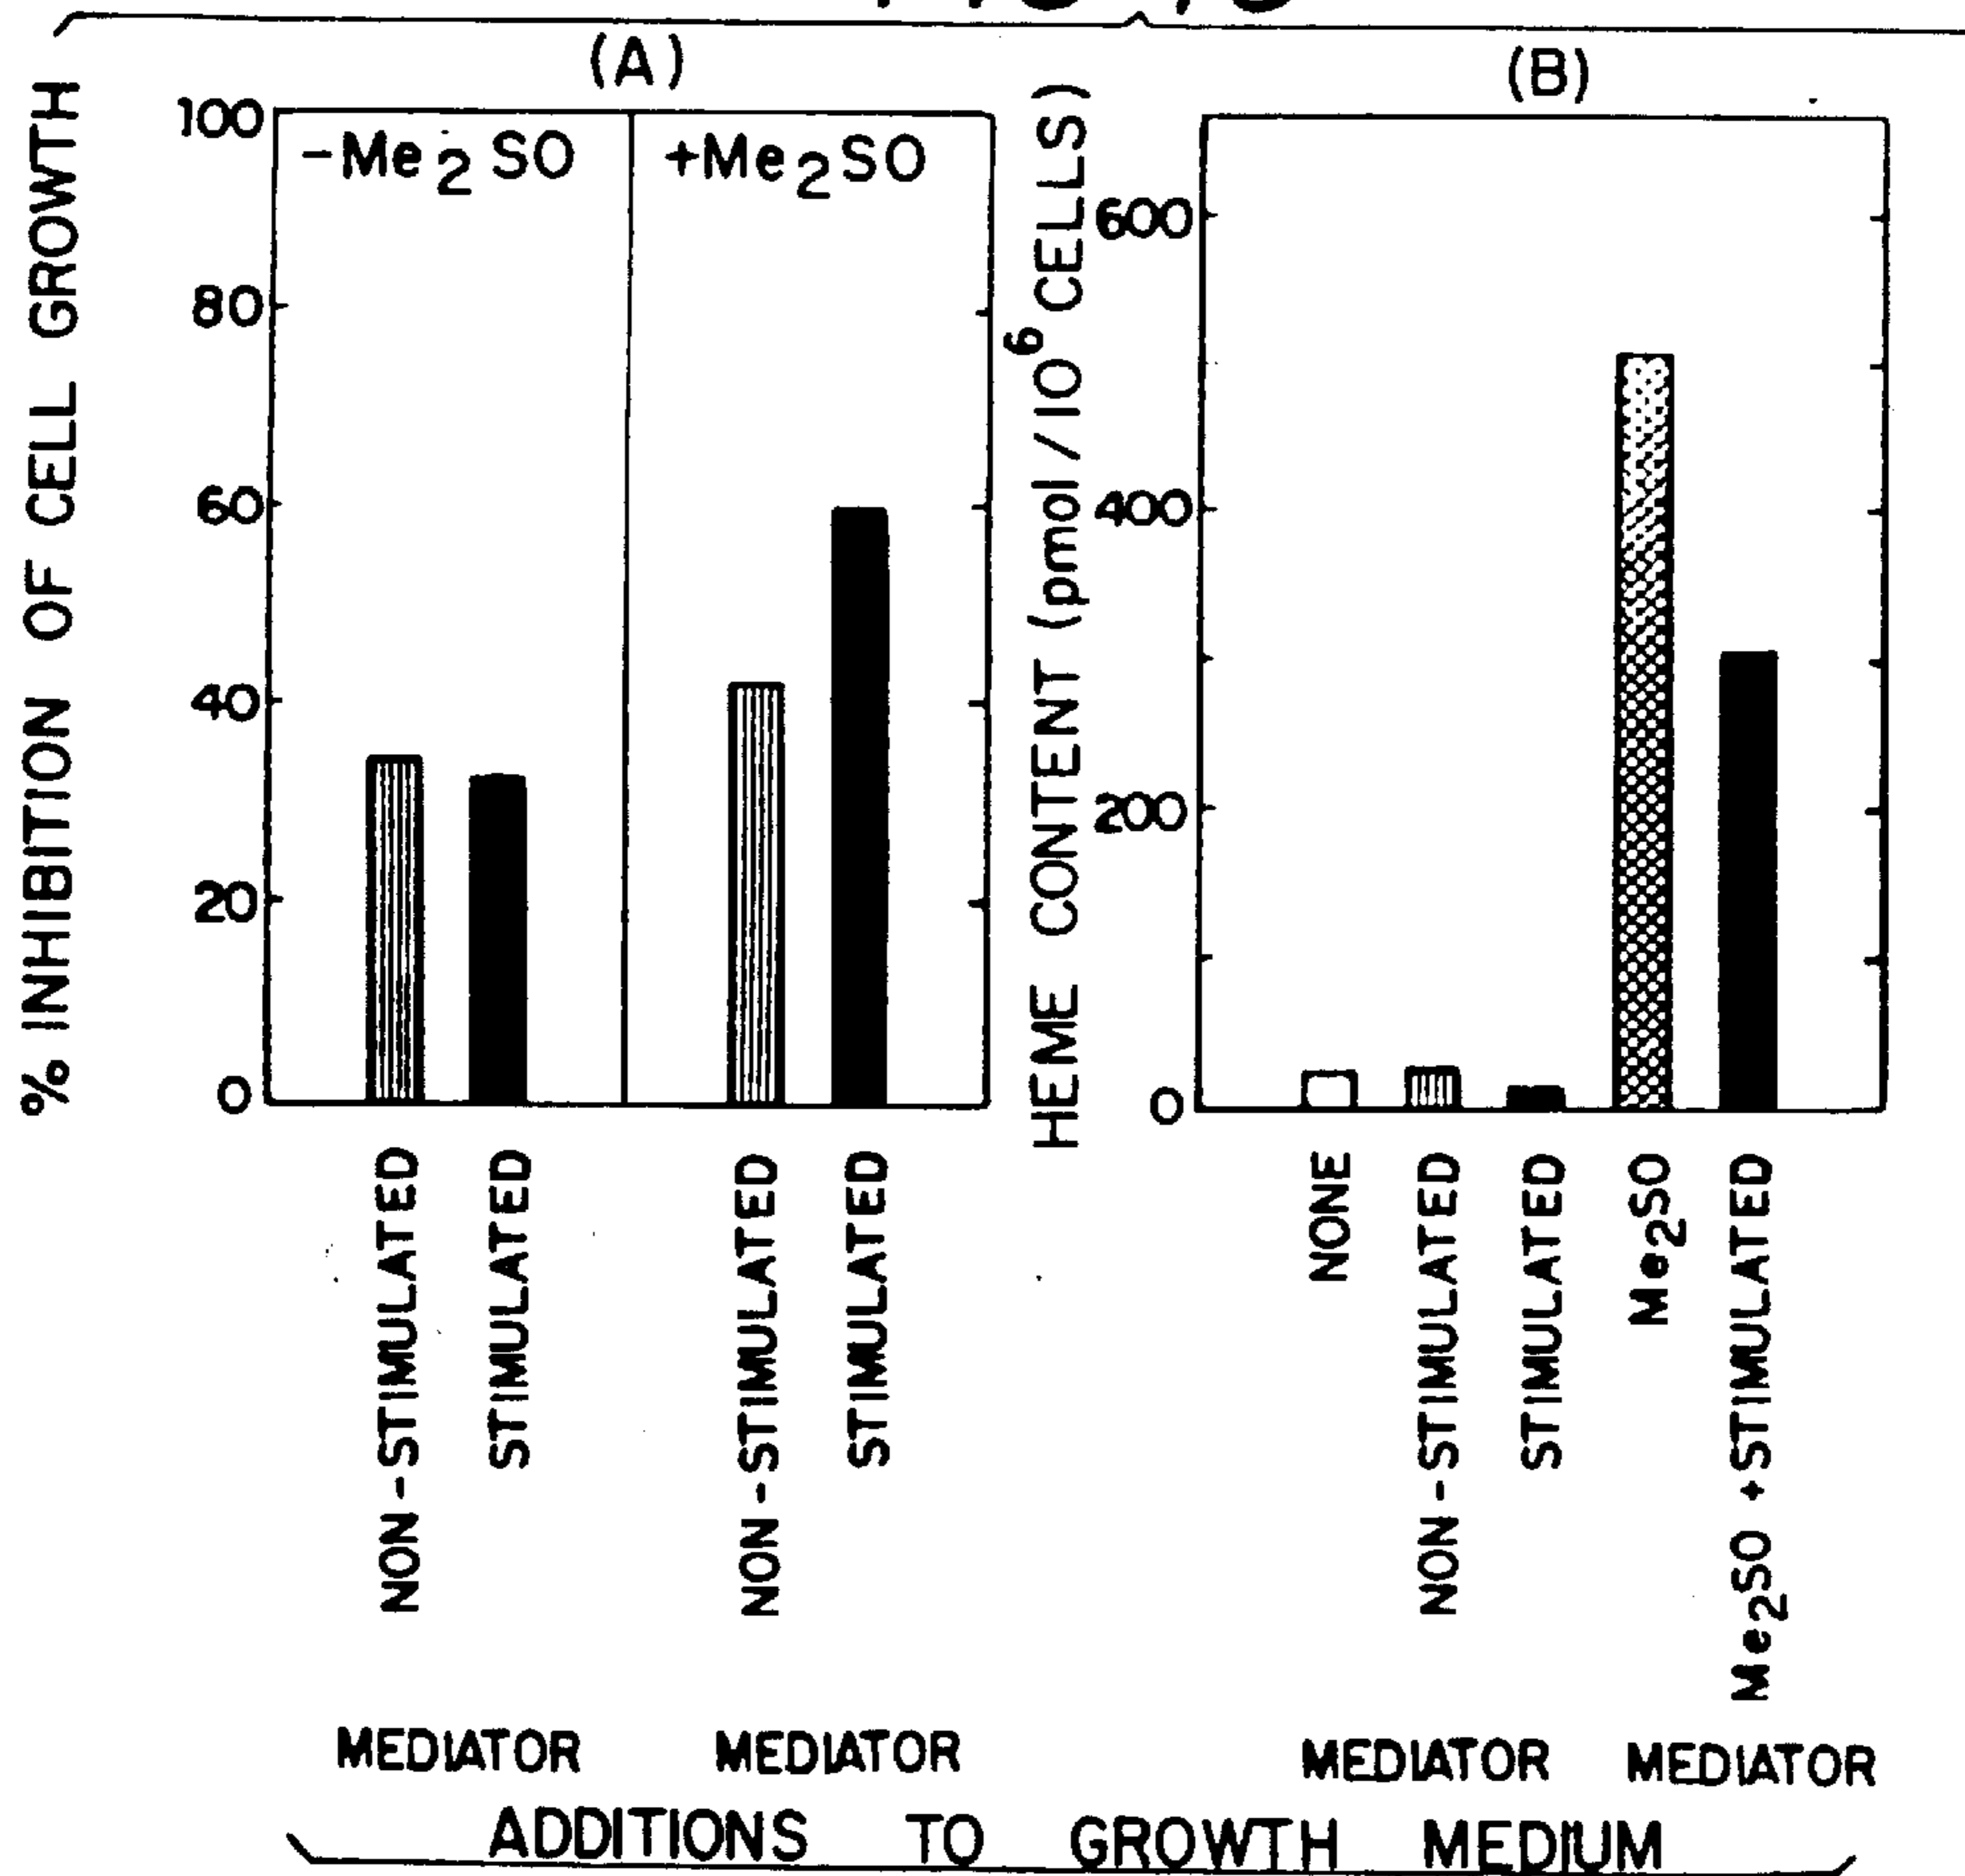 (A)
(B)
% INHIBITION OF CELL GROWTH
100
80
60
40
20
0
-Me2SO
+Me2SO
NON-STIMULATED
STIMULATED
NON-STIMULATED
STIMULATED
MEDIATOR
MEDIATOR
HEME CONTENT (pmol/10⁶ CELLS)
600
400
200
0
NONE
NON-STIMULATED
STIMULATED
Me2SO
Me2SO + STIMULATED
MEDIATOR
MEDIATOR
ADDITIONS TO GROWTH MEDIUM